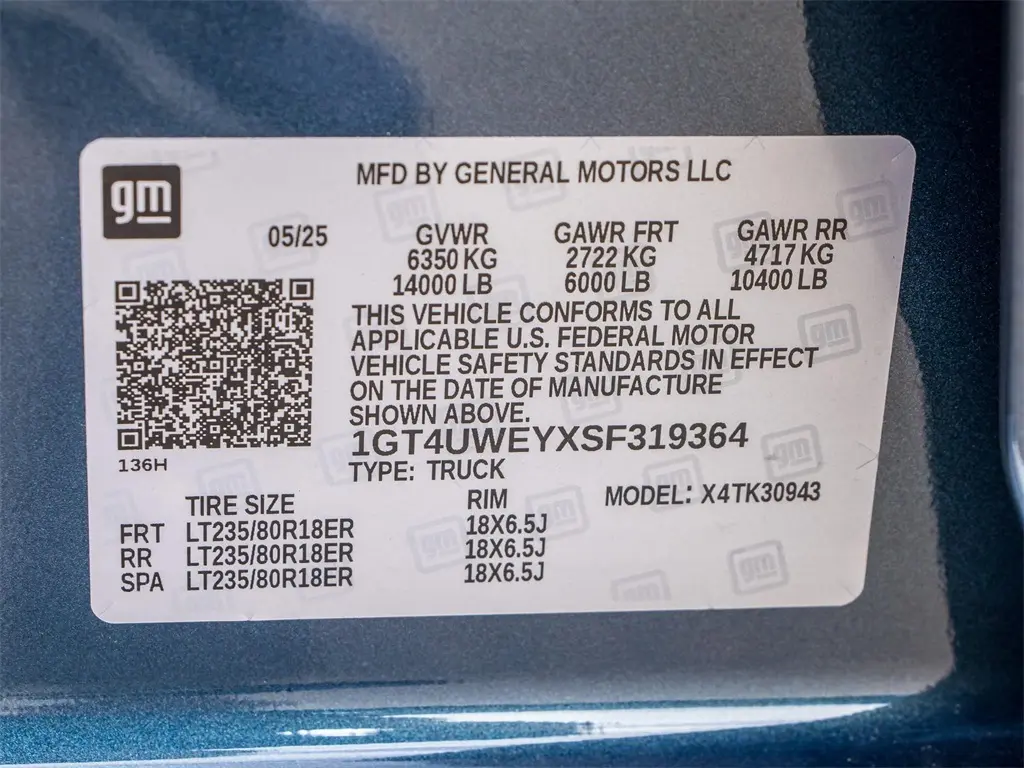 gm
MFD BY GENERAL MOTORS LLC
05/25
GVWR GAWR FRT GAWR RR
6350 KG 2722 KG 4717 KG
14000 LB 6000 LB 10400 LB
THIS VEHICLE CONFORMS TO ALL
APPLICABLE U.S. FEDERAL MOTOR
VEHICLE SAFETY STANDARDS IN EFFECT
ON THE DATE OF MANUFACTURE
SHOWN ABOVE.
1GT4UWEYXSF319364
136H
TYPE: TRUCK
TIRE SIZE RIM MODEL: X4TK30943
FRT LT235/80R18ER 18X6.5J
RR LT235/80R18ER 18X6.5J
SPA LT235/80R18ER 18X6.5J